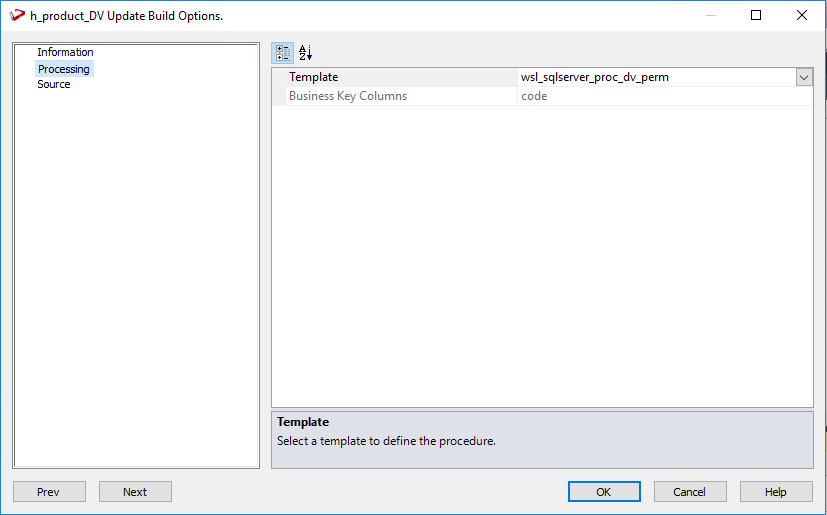 h_product_DV Update Build Options.
Information
Processing
Source
A
Z
Template wsl_sqlserver_proc_dv_perm
Business Key Columns code
Template
Select a template to define the procedure.
Prev Next OK Cancel Help